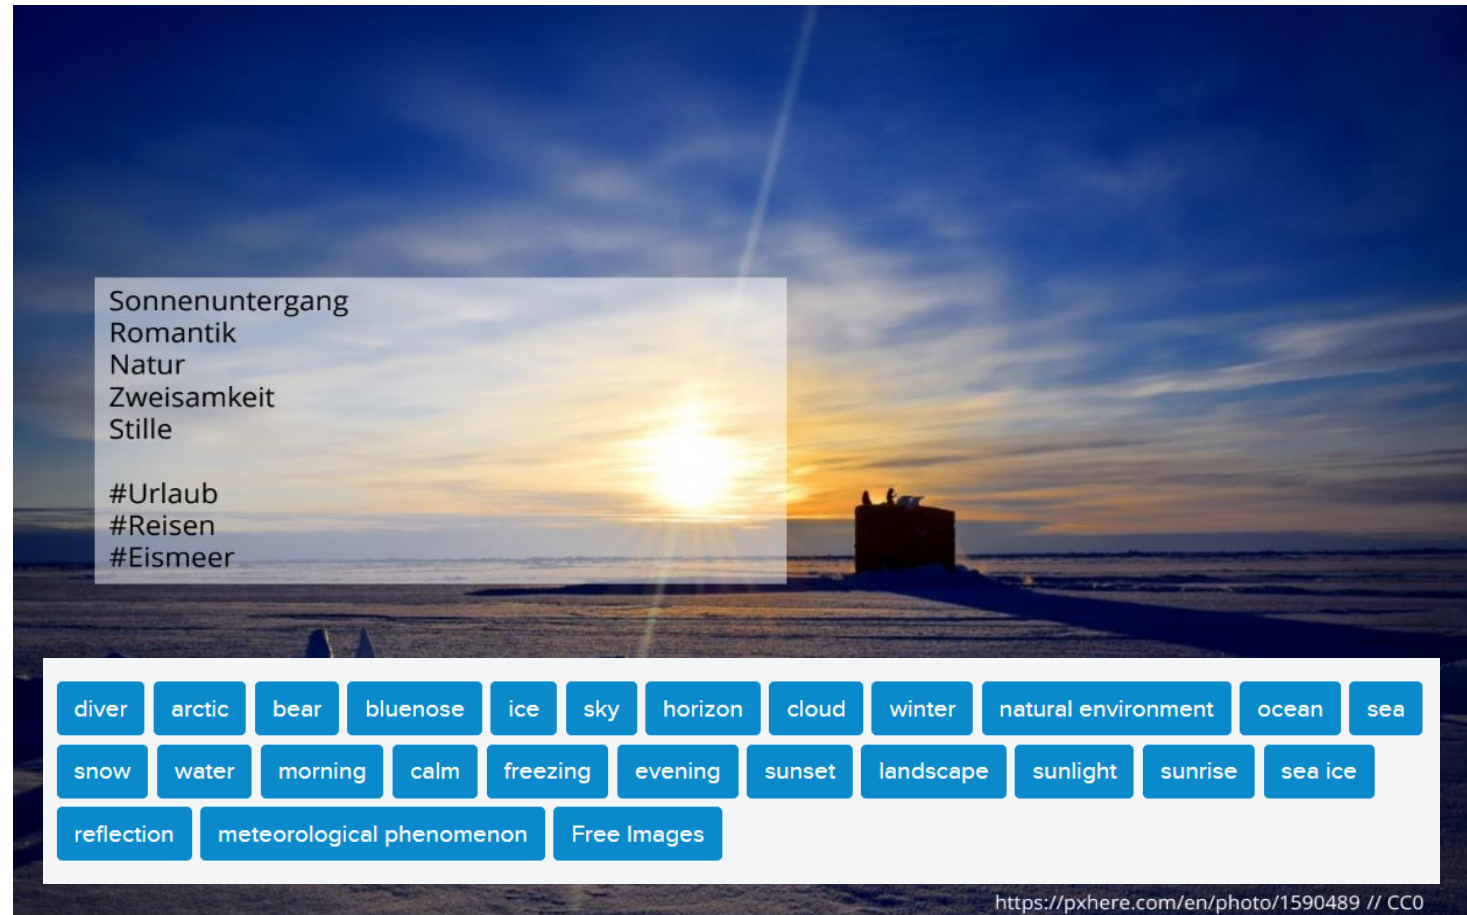 Sonnenuntergang
Romantik
Natur
Zweisamkeit
Stille
#Urlaub
#Reisen
#Eismeer
diver arctic bear bluenose ice sky horizon cloud winter natural environment ocean sea
snow water morning calm freezing evening sunset landscape sunlight sunrise sea ice
reflection meteorological phenomenon Free Images
https://pxhere.com/en/photo/1590489 // CC0